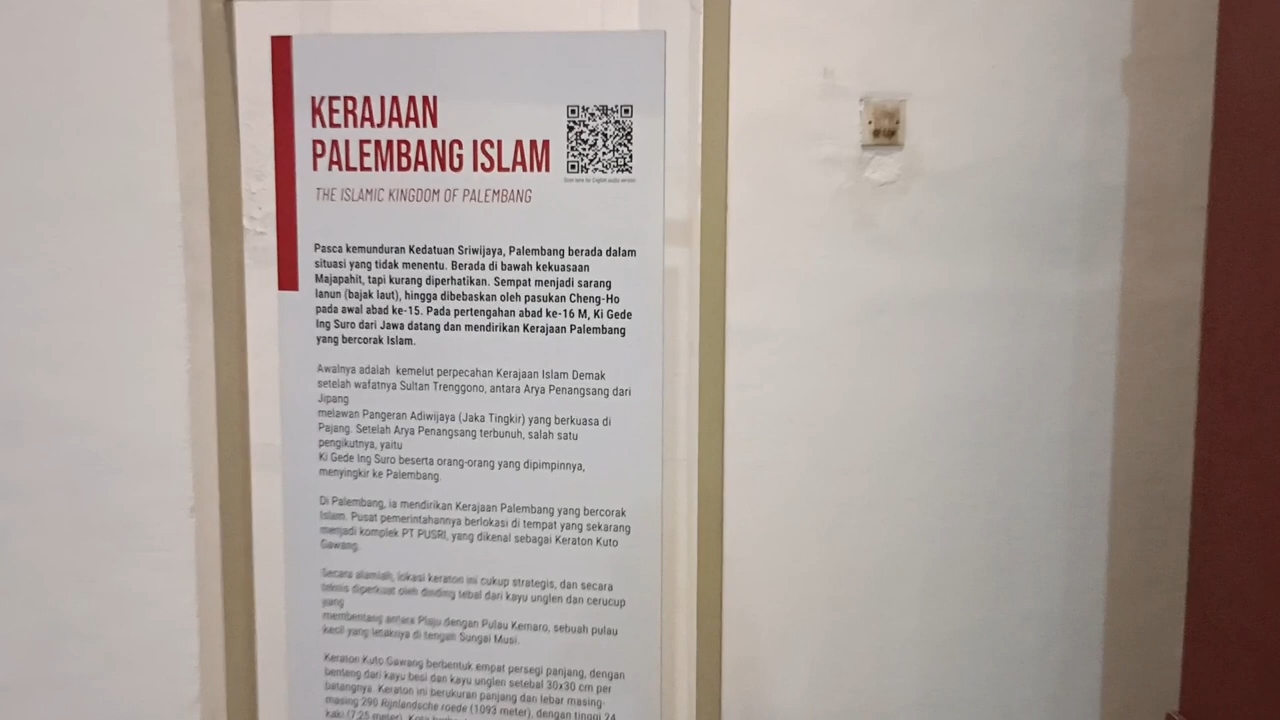 KERAJAAN
PALEMBANG ISLAM
THE ISLAMIC KINGDOM OF PALEMBANG
Scan here for English audio version
Pasca kemunduran Kedatuan Sriwijaya, Palembang berada dalam
situasi yang tidak menentu. Berada di bawah kekuasaan
Majapahit, tapi kurang diperhatikan. Sempat menjadi sarang
lanun (bajak laut), hingga dibebaskan oleh pasukan Cheng-Ho
pada awal abad ke-15. Pada pertengahan abad ke-16 M, Ki Gede
Ing Suro dari Jawa datang dan mendirikan Kerajaan Palembang
yang bercorak Islam.
Awalnya adalah kemelut perpecahan Kerajaan Islam Demak
setelah wafatnya Sultan Trenggono, antara Arya Penangsang dari
Jipang
melawan Pangeran Adiwijaya (Jaka Tingkir) yang berkuasa di
Pajang. Setelah Arya Penangsang terbunuh, salah satu
pengikutnya, yaitu
Ki Gede Ing Suro beserta orang-orang yang dipimpinnya,
menyingkir ke Palembang.
Di Palembang, ia mendirikan Kerajaan Palembang yang bercorak
Islam. Pusat pemerintahannya berlokasi di tempat yang sekarang
menjadi komplek PT PUSRI, yang dikenal sebagai Keraton Kuto
Gawang.
Secara alamiah, lokasi keraton ini cukup strategis, dan secara
teknis diperkuat oleh dinding tebal dari kayu unglen dan cerucup
yang
membentang antara Plaju dengan Pulau Kemaro, sebuah pulau
kecil yang letaknya di tengah Sungai Musi.
Keraton Kuto Gawang berbentuk empat persegi panjang, dengan
benteng dari kayu besi dan kayu unglen setebal 30x30 cm per
batangnya. Keraton ini berukuran panjang dan lebar masing-
masing 290 Rijnlandsche roede (1093 meter), dengan tinggi 24
kaki (7,25 meter). Kota